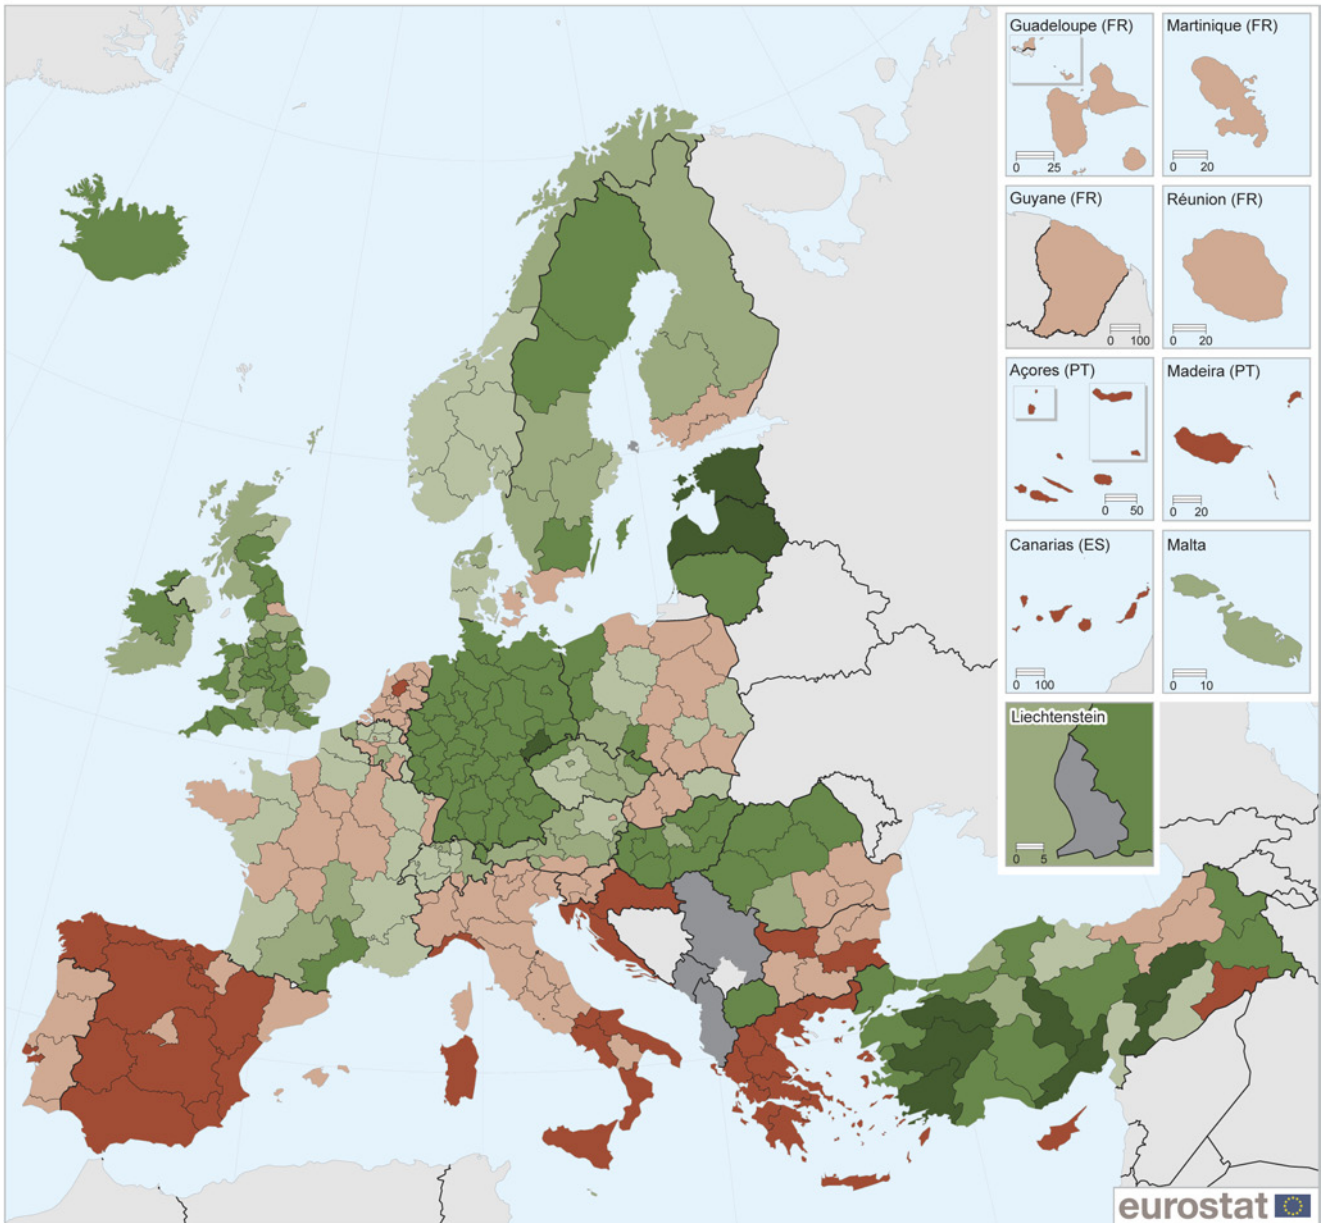 Guadeloupe (FR)
0 25
Martinique (FR)
0 20
Guyane (FR)
0 100
Réunion (FR)
0 20
Açores (PT)
0 50
Madeira (PT)
0 20
Canarias (ES)
0 100
Malta
0 10
Liechtenstein
0 5
eurostat